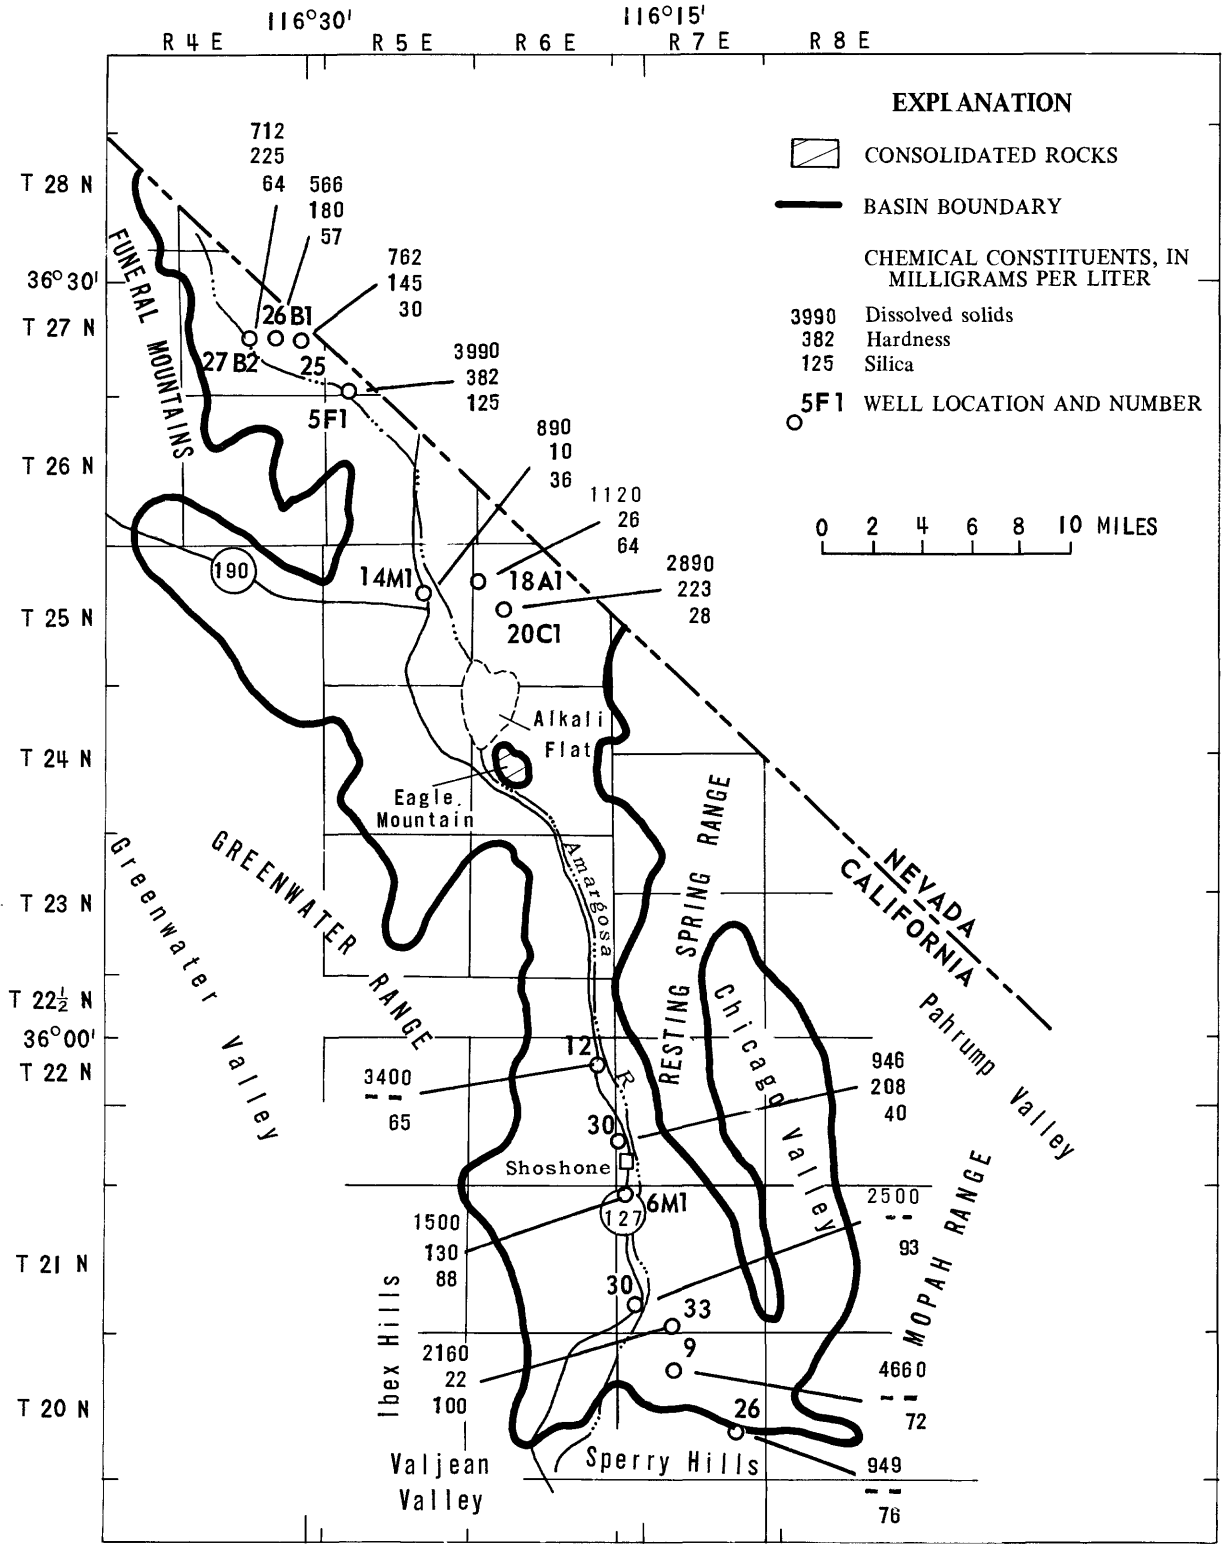 116°30'
116°15'
R 4 E
R 5 E
R 6 E
R 7 E
R 8 E
EXPLANATION
CONSOLIDATED ROCKS
BASIN BOUNDARY
CHEMICAL CONSTITUENTS, IN
MILLIGRAMS PER LITER
3990 Dissolved solids
382 Hardness
125 Silica
5F1 WELL LOCATION AND NUMBER
0 2 4 6 8 10 MILES
T 28 N
36°30'
T 27 N
T 26 N
T 25 N
T 24 N
T 23 N
T 22½ N
36°00'
T 22 N
T 21 N
T 20 N
712
225
64
566
180
57
762
145
30
26 B1
27 B2
25
3990
382
125
5F1
FUNERAL MOUNTAINS
890
10
36
1120
26
64
2890
223
28
190
14M1
18A1
20C1
Alkali
Flat
Eagle
Mountain
GREENWATER RANGE
Greenwater Valley
Amargosa
R
RESTING SPRING RANGE
NEVADA
CALIFORNIA
Pahrump Valley
Chicago Valley
MOPAH RANGE
12
3400
-- --
65
946
208
40
30
Shoshone
6M1
127
1500
130
88
2500
--
93
30
33
9
2160
22
100
4660
-- --
72
26
949
-- --
76
Ibex Hills
Valjean
Valley
Sperry Hills